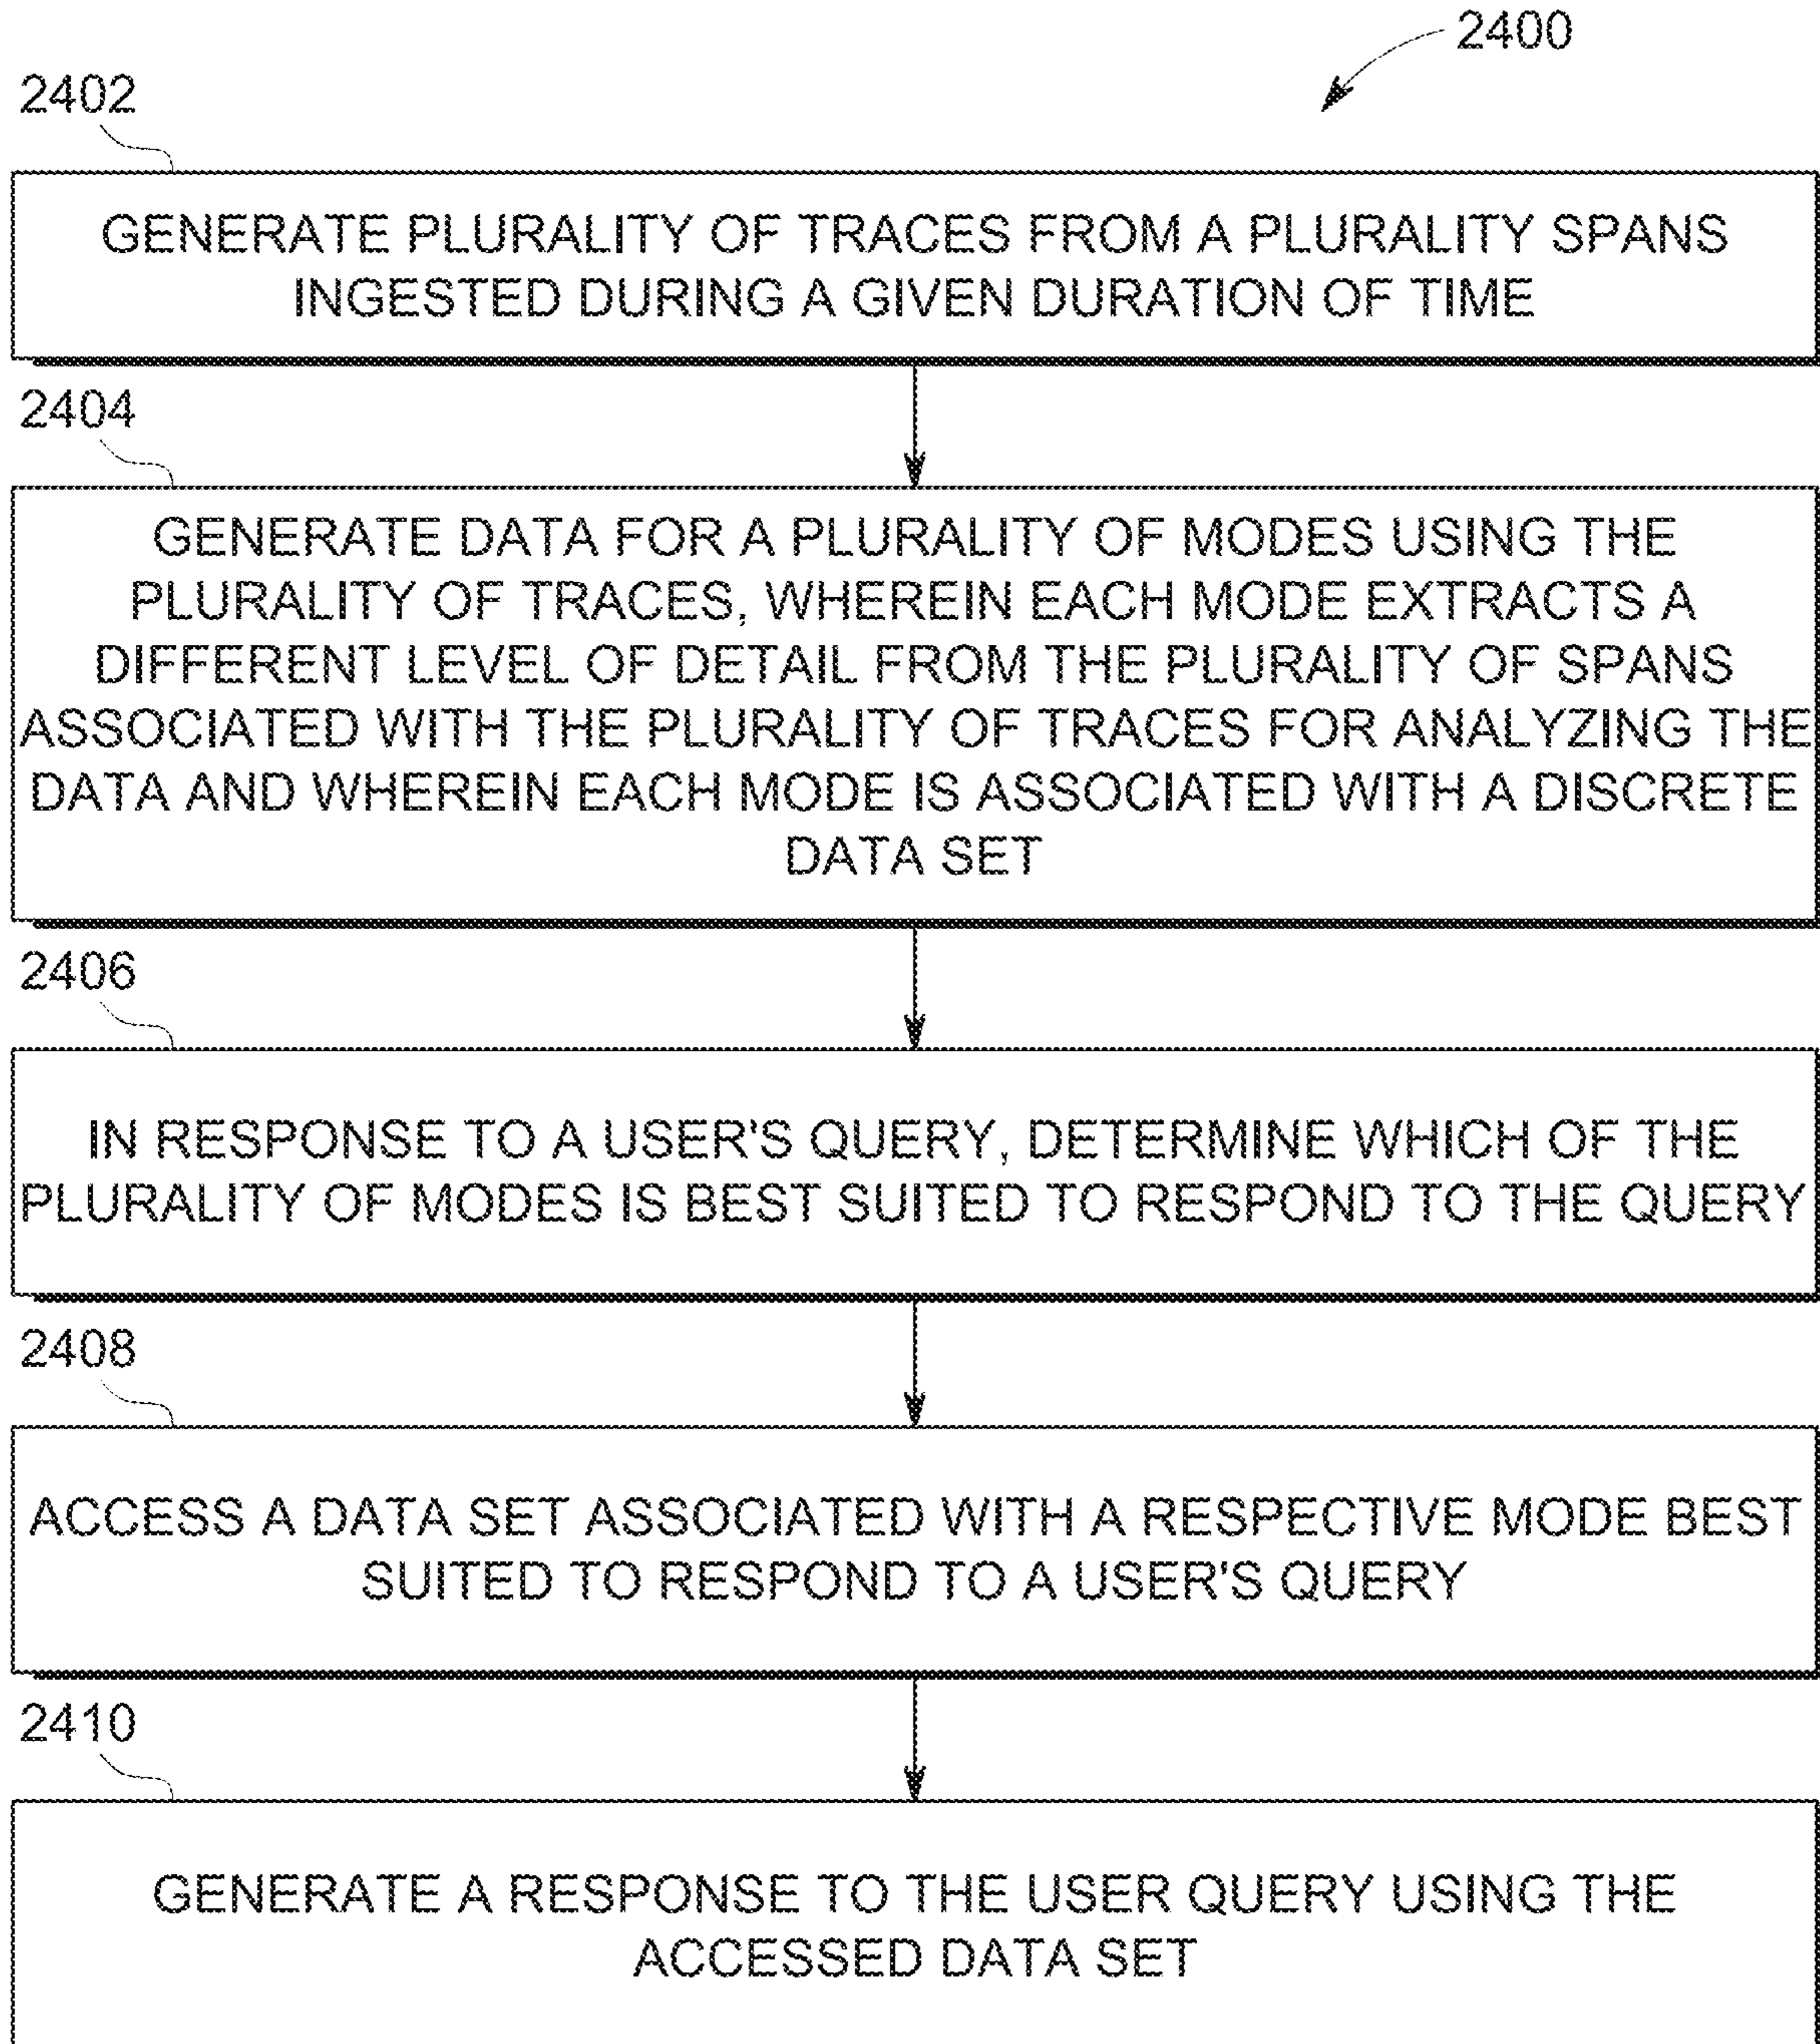 2400
2402
GENERATE PLURALITY OF TRACES FROM A PLURALITY SPANS
INGESTED DURING A GIVEN DURATION OF TIME
2404
GENERATE DATA FOR A PLURALITY OF MODES USING THE
PLURALITY OF TRACES, WHEREIN EACH MODE EXTRACTS A
DIFFERENT LEVEL OF DETAIL FROM THE PLURALITY OF SPANS
ASSOCIATED WITH THE PLURALITY OF TRACES FOR ANALYZING THE
DATA AND WHEREIN EACH MODE IS ASSOCIATED WITH A DISCRETE
DATA SET
2406
IN RESPONSE TO A USER'S QUERY, DETERMINE WHICH OF THE
PLURALITY OF MODES IS BEST SUITED TO RESPOND TO THE QUERY
2408
ACCESS A DATA SET ASSOCIATED WITH A RESPECTIVE MODE BEST
SUITED TO RESPOND TO A USER'S QUERY
2410
GENERATE A RESPONSE TO THE USER QUERY USING THE
ACCESSED DATA SET